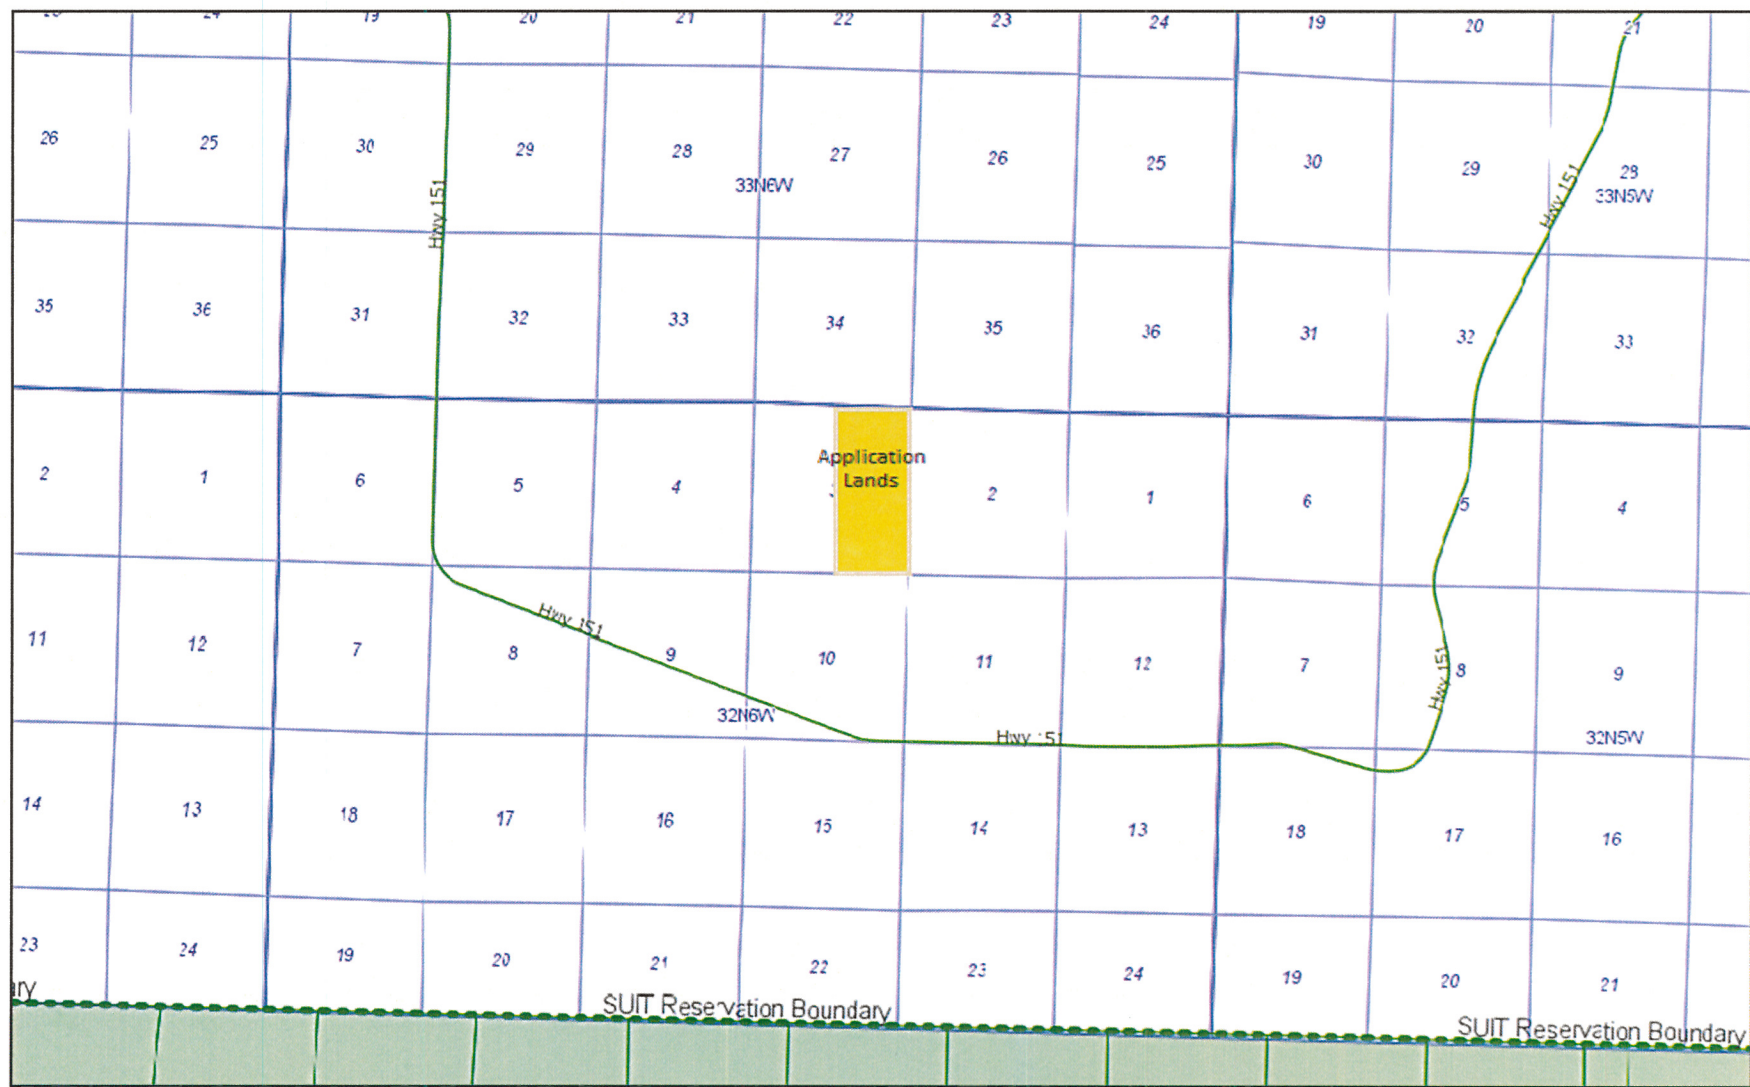 19 20 21 22 23 24 19 20 21
26 25 30 29 28 27 26 25 30 29 28
33N6W 33N5W
Hwy 151
Hwy 151
35 36 31 32 33 34 35 36 31 32 33
Application
Lands
2 1 6 5 4 2 1 6 5 4
Hwy 151
11 12 7 8 9 10 11 12 7 8 9
Hwy 151
32N6W 32N5W
Hwy 151
14 13 18 17 16 15 14 13 18 17 16
23 24 19 20 21 22 23 24 19 20 21
ary
SUIT Reservation Boundary
SUIT Reservation Boundary